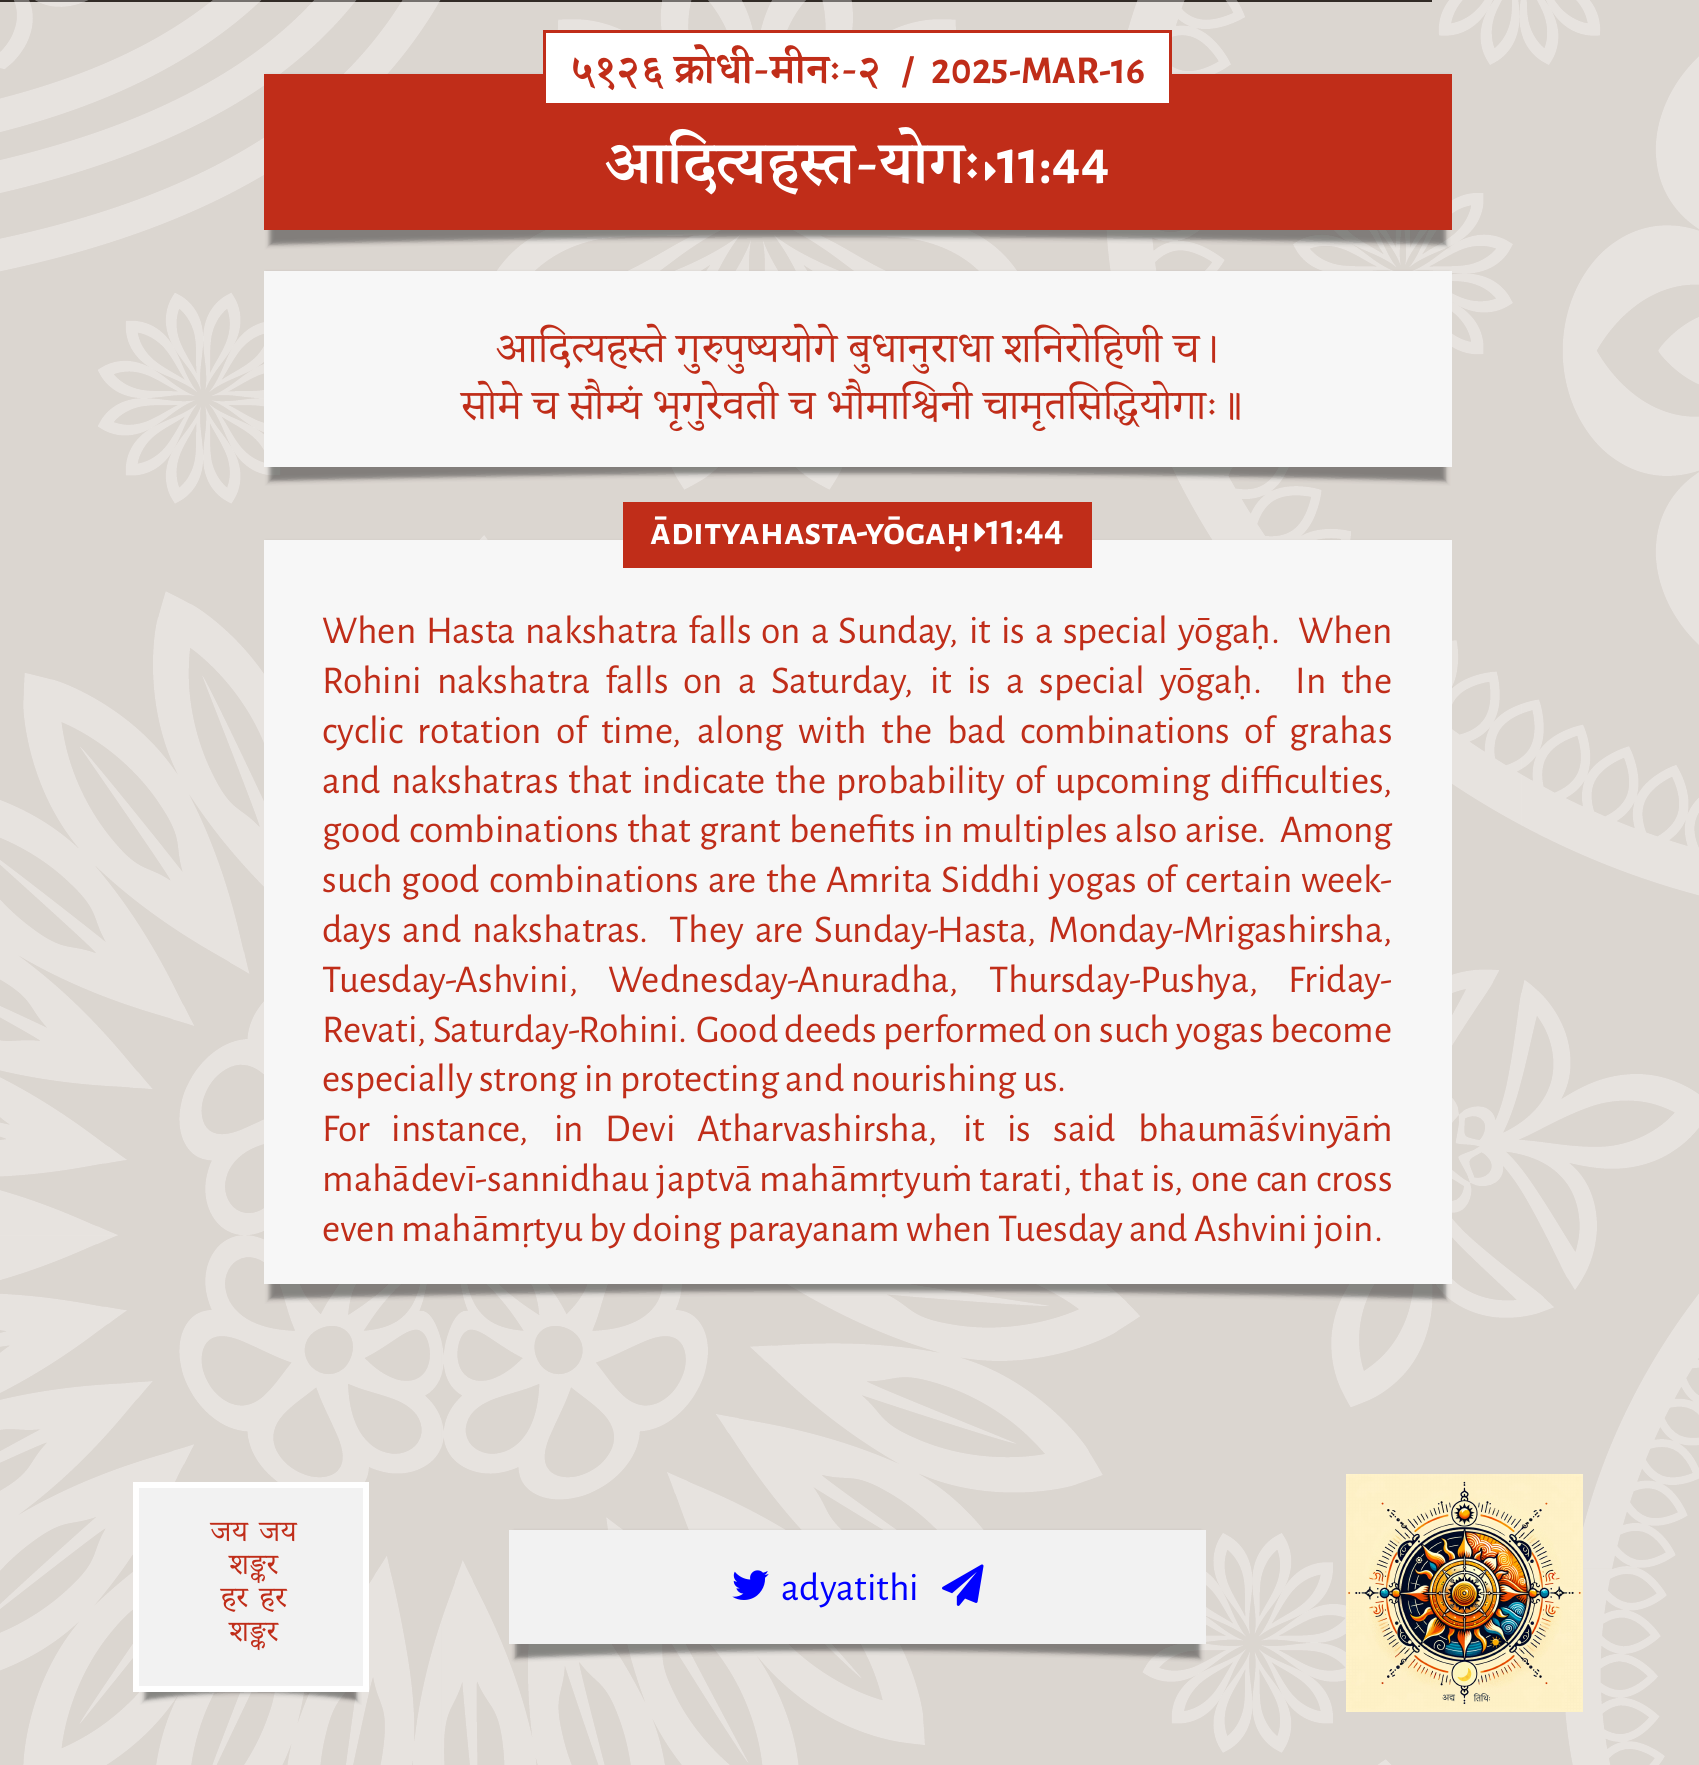 ५१२६ क्रोधी-मीनः-२ / 2025-MAR-16
आदित्यहस्त-योगः▸11:44
आदित्यहस्ते गुरुपुष्ययोगे बुधानुराधा शनिरोहिणी च।
सोमे च सौम्यं भृगुरेवती च भौमाश्विनी चामृतसिद्धियोगाः॥
ĀDITYAHASTA-YŌGAḤ▸11:44
When Hasta nakshatra falls on a Sunday, it is a special yōgaḥ. When
Rohini nakshatra falls on a Saturday, it is a special yōgaḥ. In the
cyclic rotation of time, along with the bad combinations of grahas
and nakshatras that indicate the probability of upcoming difficulties,
good combinations that grant benefits in multiples also arise. Among
such good combinations are the Amrita Siddhi yogas of certain week-
days and nakshatras. They are Sunday-Hasta, Monday-Mrigashirsha,
Tuesday-Ashvini, Wednesday-Anuradha, Thursday-Pushya, Friday-
Revati, Saturday-Rohini. Good deeds performed on such yogas become
especially strong in protecting and nourishing us.
For instance, in Devi Atharvashirsha, it is said bhaumāśvinyāṁ
mahādevī-sannidhau japtvā mahāmṛtyuṁ tarati, that is, one can cross
even mahāmṛtyu by doing parayanam when Tuesday and Ashvini join.
जय जय
शङ्कर
हर हर
शङ्कर
adyatithi
अद्य तिथिः